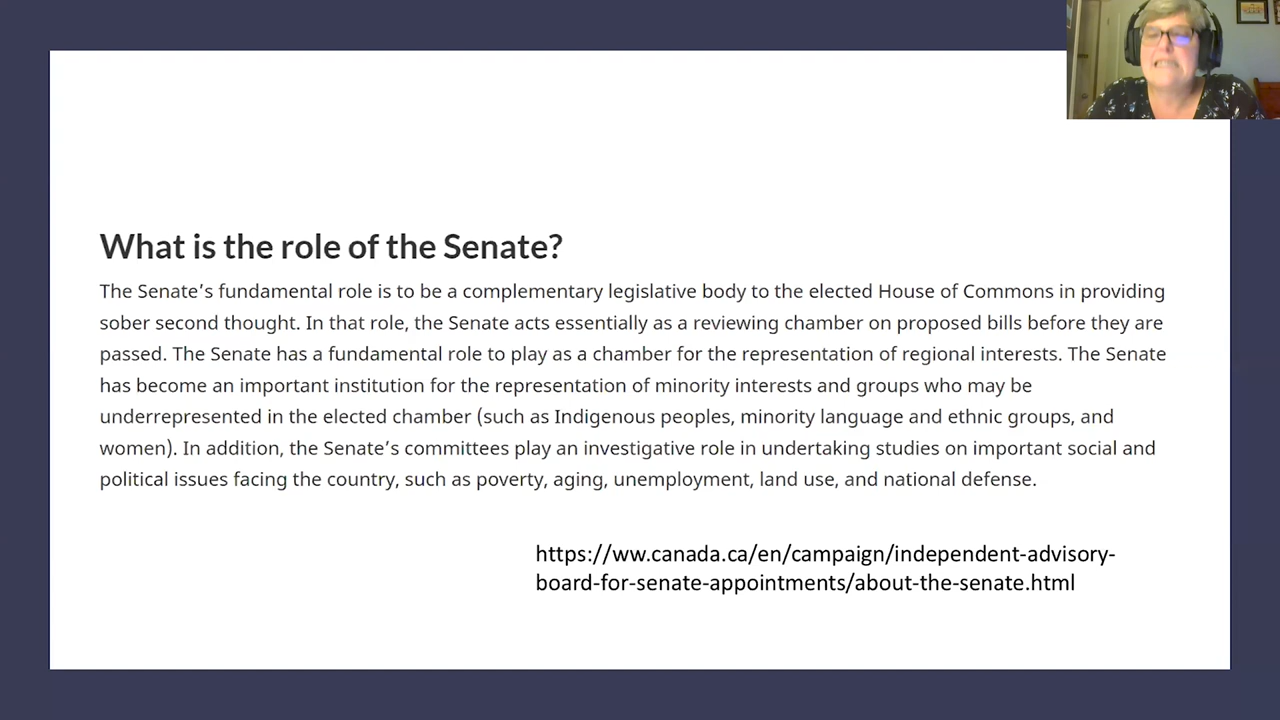 What is the role of the Senate?
The Senate’s fundamental role is to be a complementary legislative body to the elected House of Commons in providing
sober second thought. In that role, the Senate acts essentially as a reviewing chamber on proposed bills before they are
passed. The Senate has a fundamental role to play as a chamber for the representation of regional interests. The Senate
has become an important institution for the representation of minority interests and groups who may be
underrepresented in the elected chamber (such as Indigenous peoples, minority language and ethnic groups, and
women). In addition, the Senate’s committees play an investigative role in undertaking studies on important social and
political issues facing the country, such as poverty, aging, unemployment, land use, and national defense.
https://ww.canada.ca/en/campaign/independent-advisory-
board-for-senate-appointments/about-the-senate.html